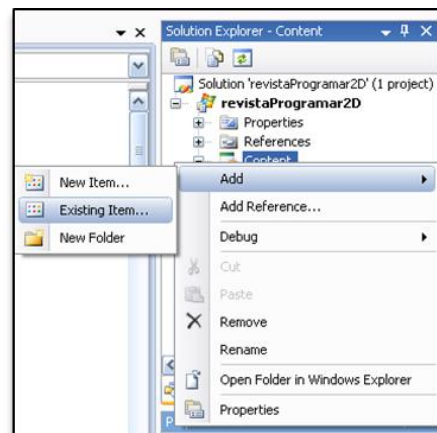 Solution Explorer - Content
Solution 'revistaProgramar2D' (1 project)
revistaProgramar2D
Properties
References
Content
New Item...
Existing Item...
New Folder
Add
Add Reference...
Debug
Cut
Paste
Remove
Rename
Open Folder in Windows Explorer
Properties